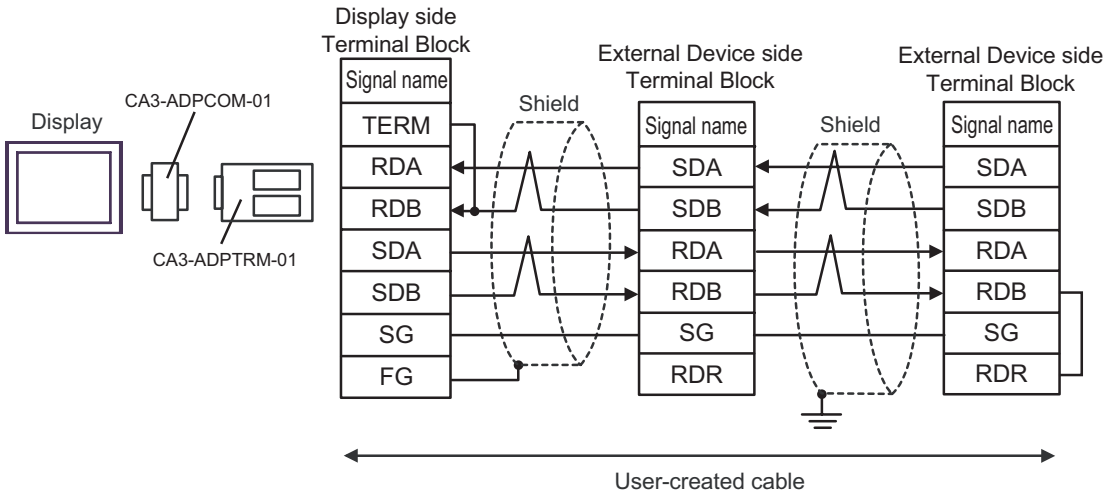 Display side
Terminal Block
External Device side
Terminal Block
External Device side
Terminal Block
Display
CA3-ADPCOM-01
CA3-ADPTRM-01
Signal name
TERM
RDA
RDB
SDA
SDB
SG
FG
Shield
Signal name
SDA
SDB
RDA
RDB
SG
RDR
Shield
Signal name
SDA
SDB
RDA
RDB
SG
RDR
User-created cable